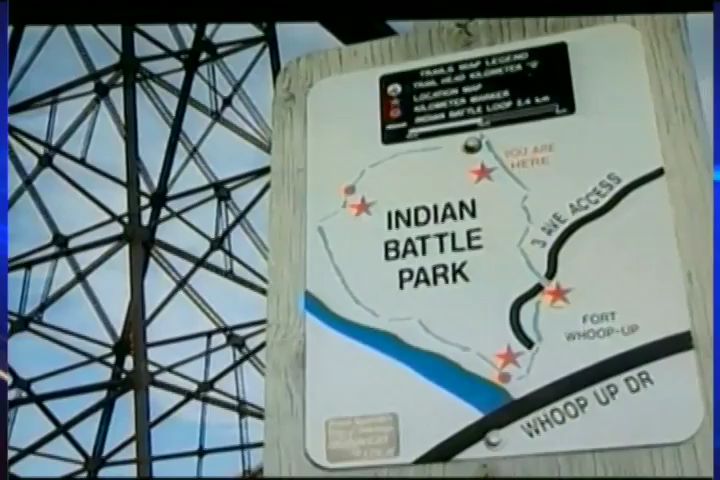 TRAILS MAP LEGEND
TRAIL HEAD KILOMETER
LOCATION MAP
KILOMETER MARKER
INDIAN BATTLE LOOP 2.4 km
YOU ARE
HERE
INDIAN
BATTLE
PARK
3 AVE ACCESS
FORT
WHOOP-UP
WHOOP UP DR